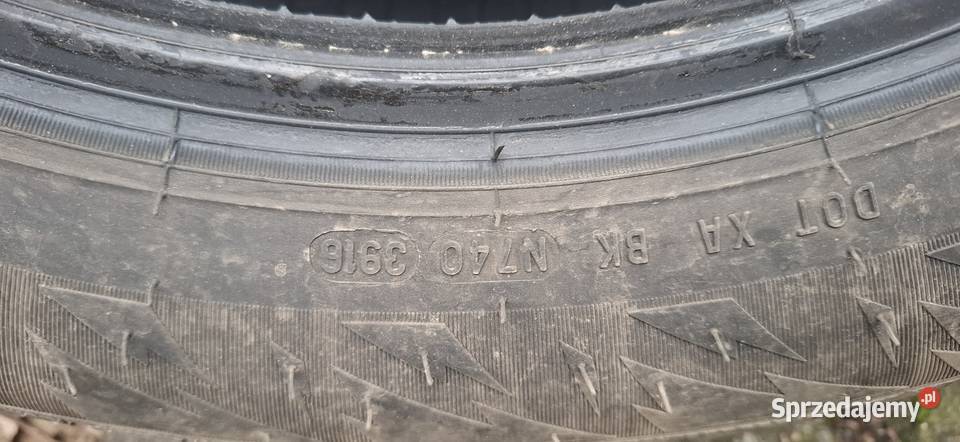 DOT XA BK N740 3916
Sprzedajemy.pl